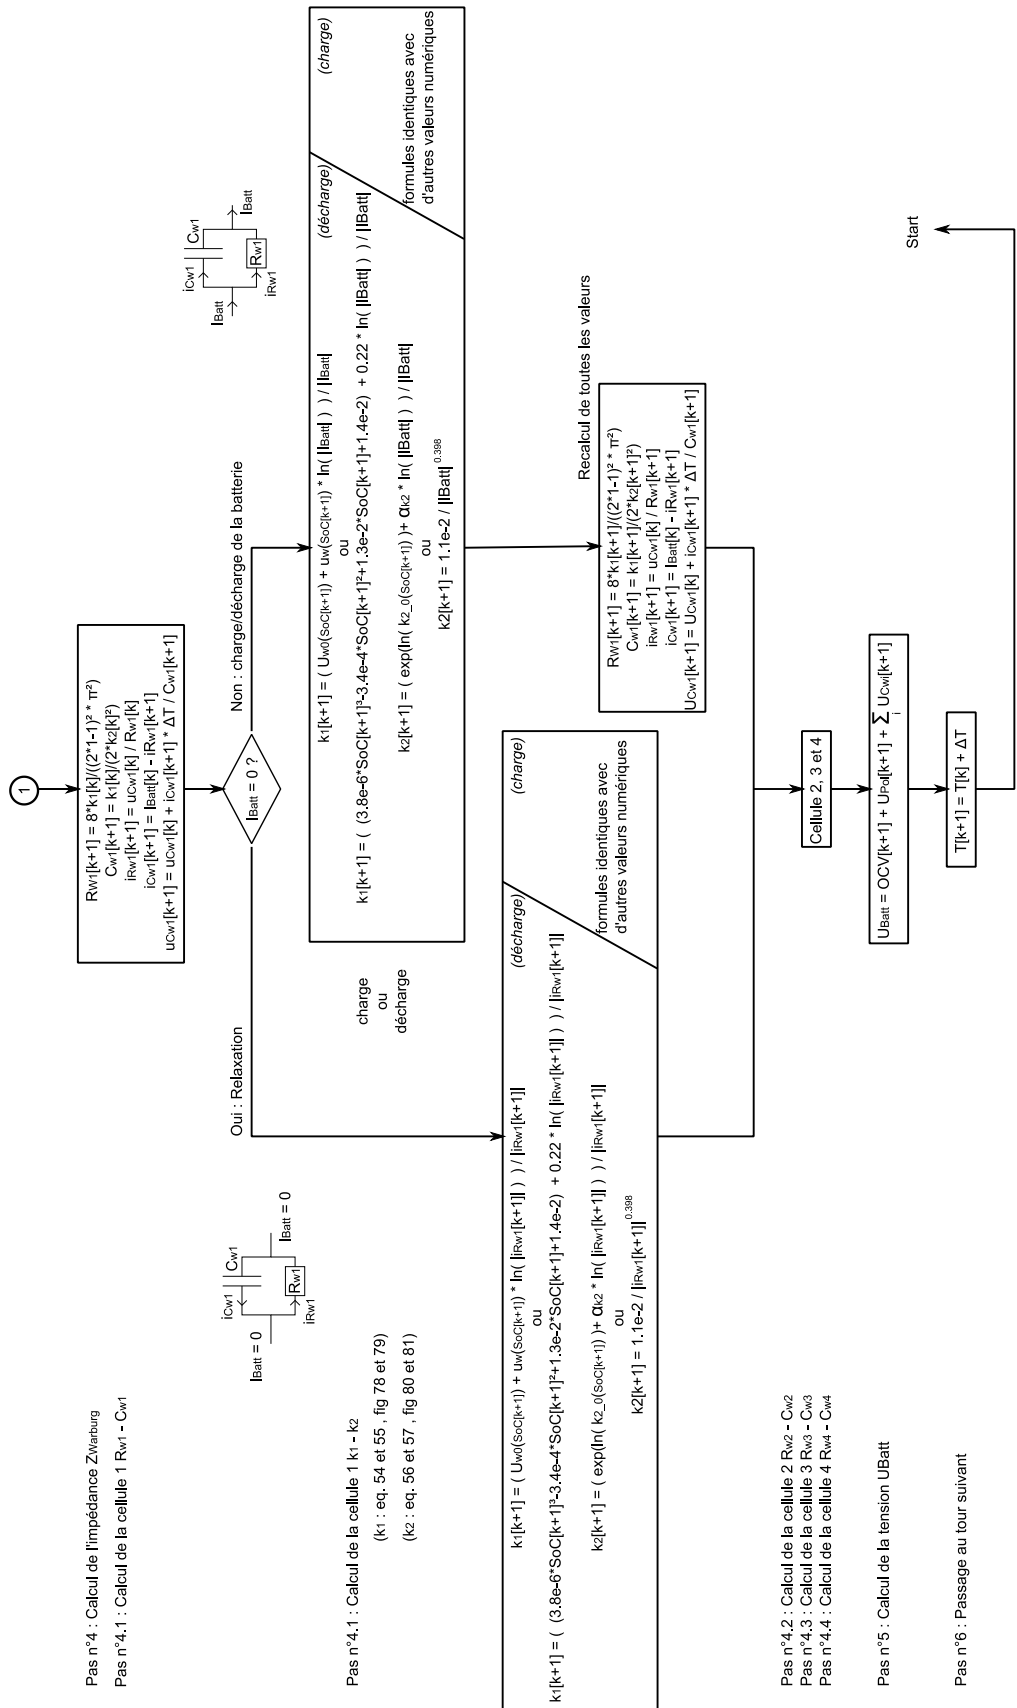 1
Pas n°4 : Calcul de l'impédance ZWarburg
Pas n°4.1 : Calcul de la cellule 1 Rw1 - Cw1
RW1[k+1] = 8*k1[k]/((2*1-1)² * π²)
Cw1[k+1] = k1[k]/(2*k2[k]²)
iRw1[k+1] = uCw1[k] / Rw1[k]
iCw1[k+1] = IBatt[k] - iRw1[k+1]
uCw1[k+1] = uCw1[k] + iCw1[k+1] * ΔT / Cw1[k+1]
IBatt = 0 ?
Oui : Relaxation
Non : charge/décharge de la batterie
IBatt = 0
iCw1
Cw1
Rw1
iRw1
IBatt = 0
IBatt
iCw1
Cw1
Rw1
iRw1
IBatt
Pas n°4.1 : Calcul de la cellule 1 k1 - k2
(k1 : eq. 54 et 55 , fig 78 et 79)
(k2 : eq. 56 et 57 , fig 80 et 81)
charge
ou
décharge
(décharge)
(charge)
k1[k+1] = ( Uw0(SoC[k+1]) + uw(SoC[k+1]) * ln( |IBatt| ) ) / |IBatt|
ou
k1[k+1] = ( (3.8e-6*SoC[k+1]³-3.4e-4*SoC[k+1]²+1.3e-2*SoC[k+1]+1.4e-2) + 0.22 * ln( |IBatt| ) ) / |IBatt|
k2[k+1] = ( exp(ln( k2_0(SoC[k+1]) )+ αk2 * ln( |IBatt| ) ) / |IBatt|
ou
k2[k+1] = 1.1e-2 / |IBatt|^0.398
formules identiques avec
d'autres valeurs numériques
(décharge)
(charge)
k1[k+1] = ( Uw0(SoC[k+1]) + uw(SoC[k+1]) * ln( |iRw1[k+1]| ) ) / |iRw1[k+1]|
ou
k1[k+1] = ( (3.8e-6*SoC[k+1]³-3.4e-4*SoC[k+1]²+1.3e-2*SoC[k+1]+1.4e-2) + 0.22 * ln( |iRw1[k+1]| ) ) / |iRw1[k+1]|
k2[k+1] = ( exp(ln( k2_0(SoC[k+1]) )+ αk2 * ln( |iRw1[k+1]| ) ) / |iRw1[k+1]|
ou
k2[k+1] = 1.1e-2 / |iRw1[k+1]|^0.398
formules identiques avec
d'autres valeurs numériques
Recalcul de toutes les valeurs
RW1[k+1] = 8*k1[k+1]/((2*1-1)² * π²)
Cw1[k+1] = k1[k+1]/(2*k2[k+1]²)
iRw1[k+1] = uCw1[k] / Rw1[k+1]
iCw1[k+1] = IBatt[k] - iRw1[k+1]
UCw1[k+1] = UCw1[k] + iCw1[k+1] * ΔT / Cw1[k+1]
Pas n°4.2 : Calcul de la cellule 2 Rw2 - Cw2
Pas n°4.3 : Calcul de la cellule 3 Rw3 - Cw3
Pas n°4.4 : Calcul de la cellule 4 Rw4 - Cw4
Cellule 2, 3 et 4
Pas n°5 : Calcul de la tension UBatt
UBatt = OCV[k+1] + UPol[k+1] + ∑i UCwi[k+1]
Pas n°6 : Passage au tour suivant
T[k+1] = T[k] + ΔT
Start